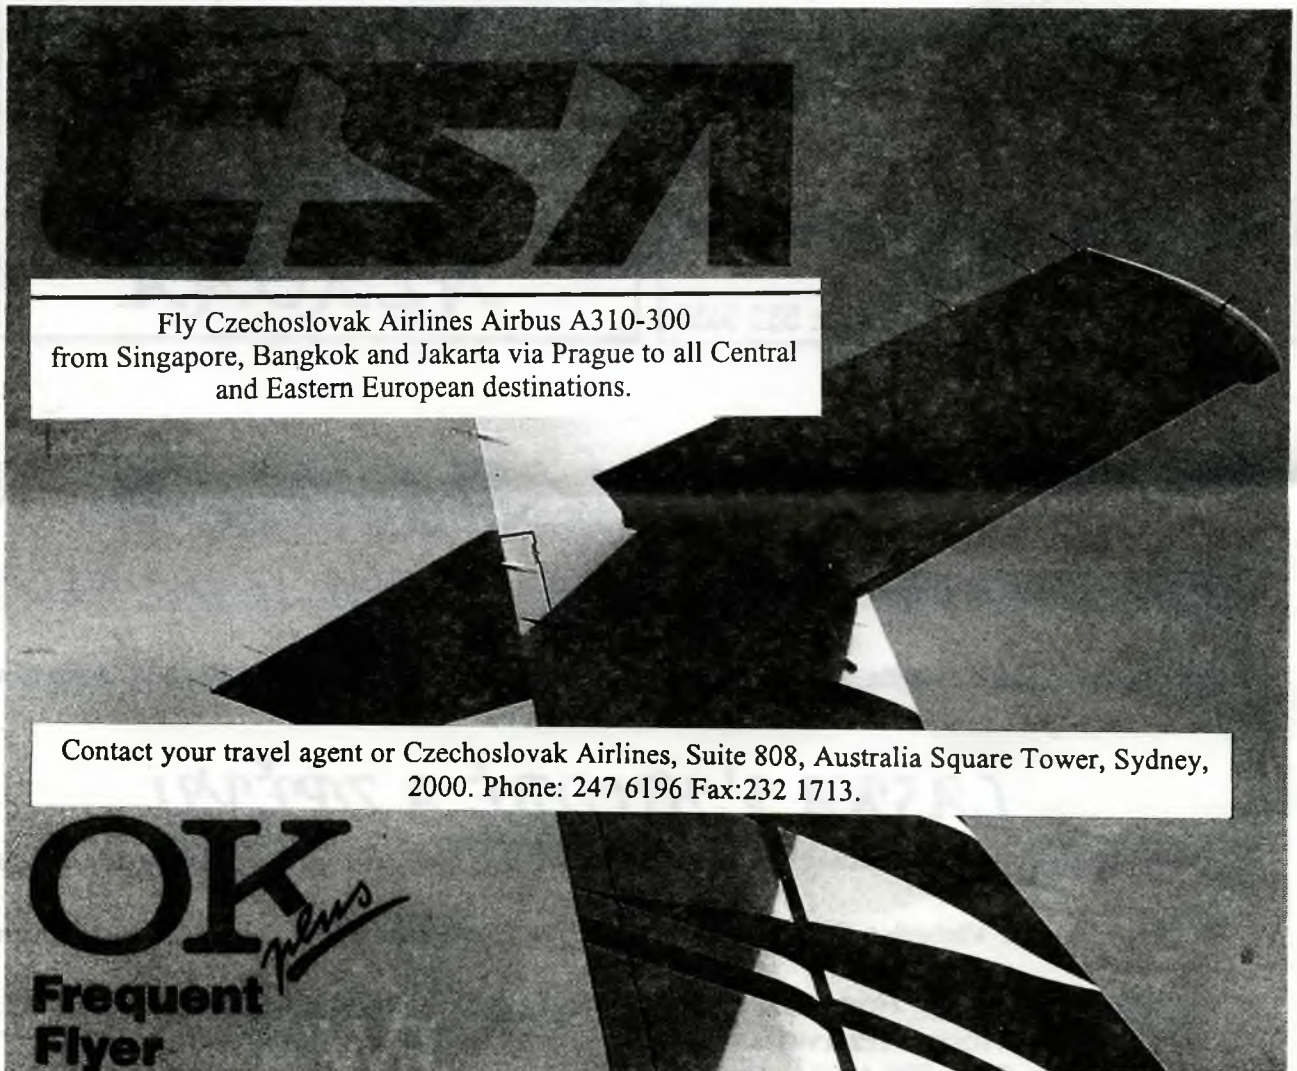 ČSA
Fly Czechoslovak Airlines Airbus A310-300
from Singapore, Bangkok and Jakarta via Prague to all Central
and Eastern European destinations.
Contact your travel agent or Czechoslovak Airlines, Suite 808, Australia Square Tower, Sydney,
2000. Phone: 247 6196 Fax:232 1713.
OK
plus
Frequent
Flyer